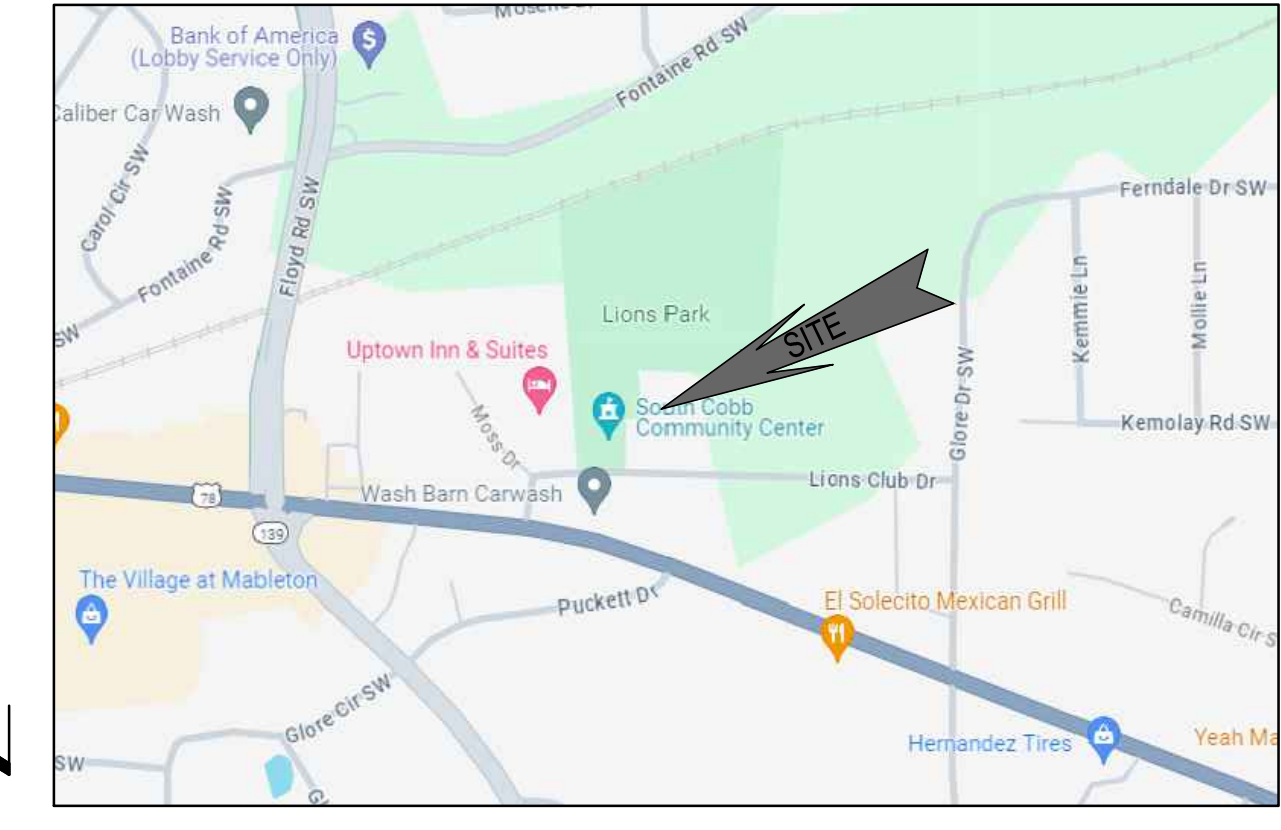 Bank of America
(Lobby Service Only)
Fontaine Rd SW
Caliber Car Wash
Carol Cir SW
Fontaine Rd SW
Floyd Rd SW
Ferndale Dr SW
Kemmie Ln
Mollie Ln
SW
Lions Park
SITE
Uptown Inn & Suites
Moss Dr
South Cobb
Community Center
Glore Dr SW
Kemolay Rd SW
Lions Club Dr
78
Wash Barn Carwash
139
The Village at Mableton
Puckett Dr
El Solecito Mexican Grill
Camilla Cir S
Glore Cir SW
Hernandez Tires
Yeah Ma
SW
Gl